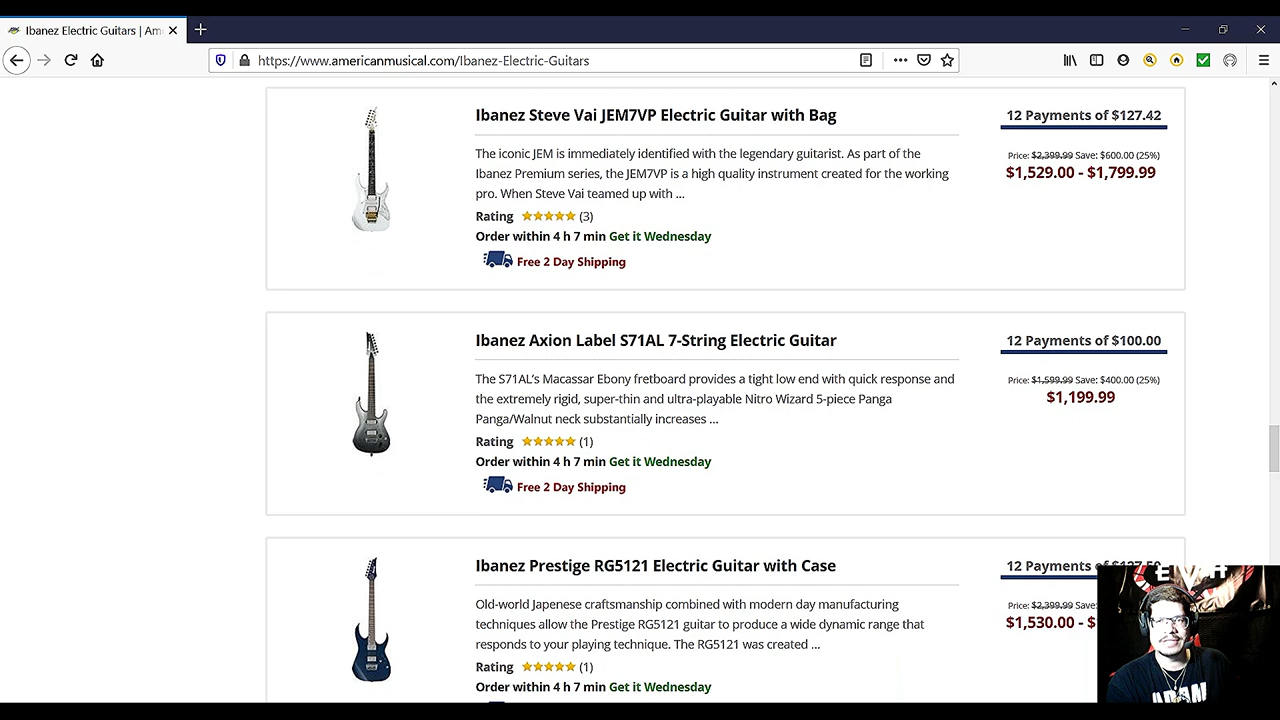 Ibanez Electric Guitars | Am
https://www.americanmusical.com/Ibanez-Electric-Guitars
Ibanez Steve Vai JEM7VP Electric Guitar with Bag
12 Payments of $127.42
The iconic JEM is immediately identified with the legendary guitarist. As part of the
Ibanez Premium series, the JEM7VP is a high quality instrument created for the working
pro. When Steve Vai teamed up with ...
Price: $2,399.99 Save: $600.00 (25%)
$1,529.00 - $1,799.99
Rating (3)
Order within 4 h 7 min Get it Wednesday
Free 2 Day Shipping
Ibanez Axion Label S71AL 7-String Electric Guitar
12 Payments of $100.00
The S71AL's Macassar Ebony fretboard provides a tight low end with quick response and
the extremely rigid, super-thin and ultra-playable Nitro Wizard 5-piece Panga
Panga/Walnut neck substantially increases ...
Price: $1,599.99 Save: $400.00 (25%)
$1,199.99
Rating (1)
Order within 4 h 7 min Get it Wednesday
Free 2 Day Shipping
Ibanez Prestige RG5121 Electric Guitar with Case
12 Payments of
Old-world Japenese craftsmanship combined with modern day manufacturing
techniques allow the Prestige RG5121 guitar to produce a wide dynamic range that
responds to your playing technique. The RG5121 was created ...
Price: $2,399.99 Save:
$1,530.00 - $
Rating (1)
Order within 4 h 7 min Get it Wednesday